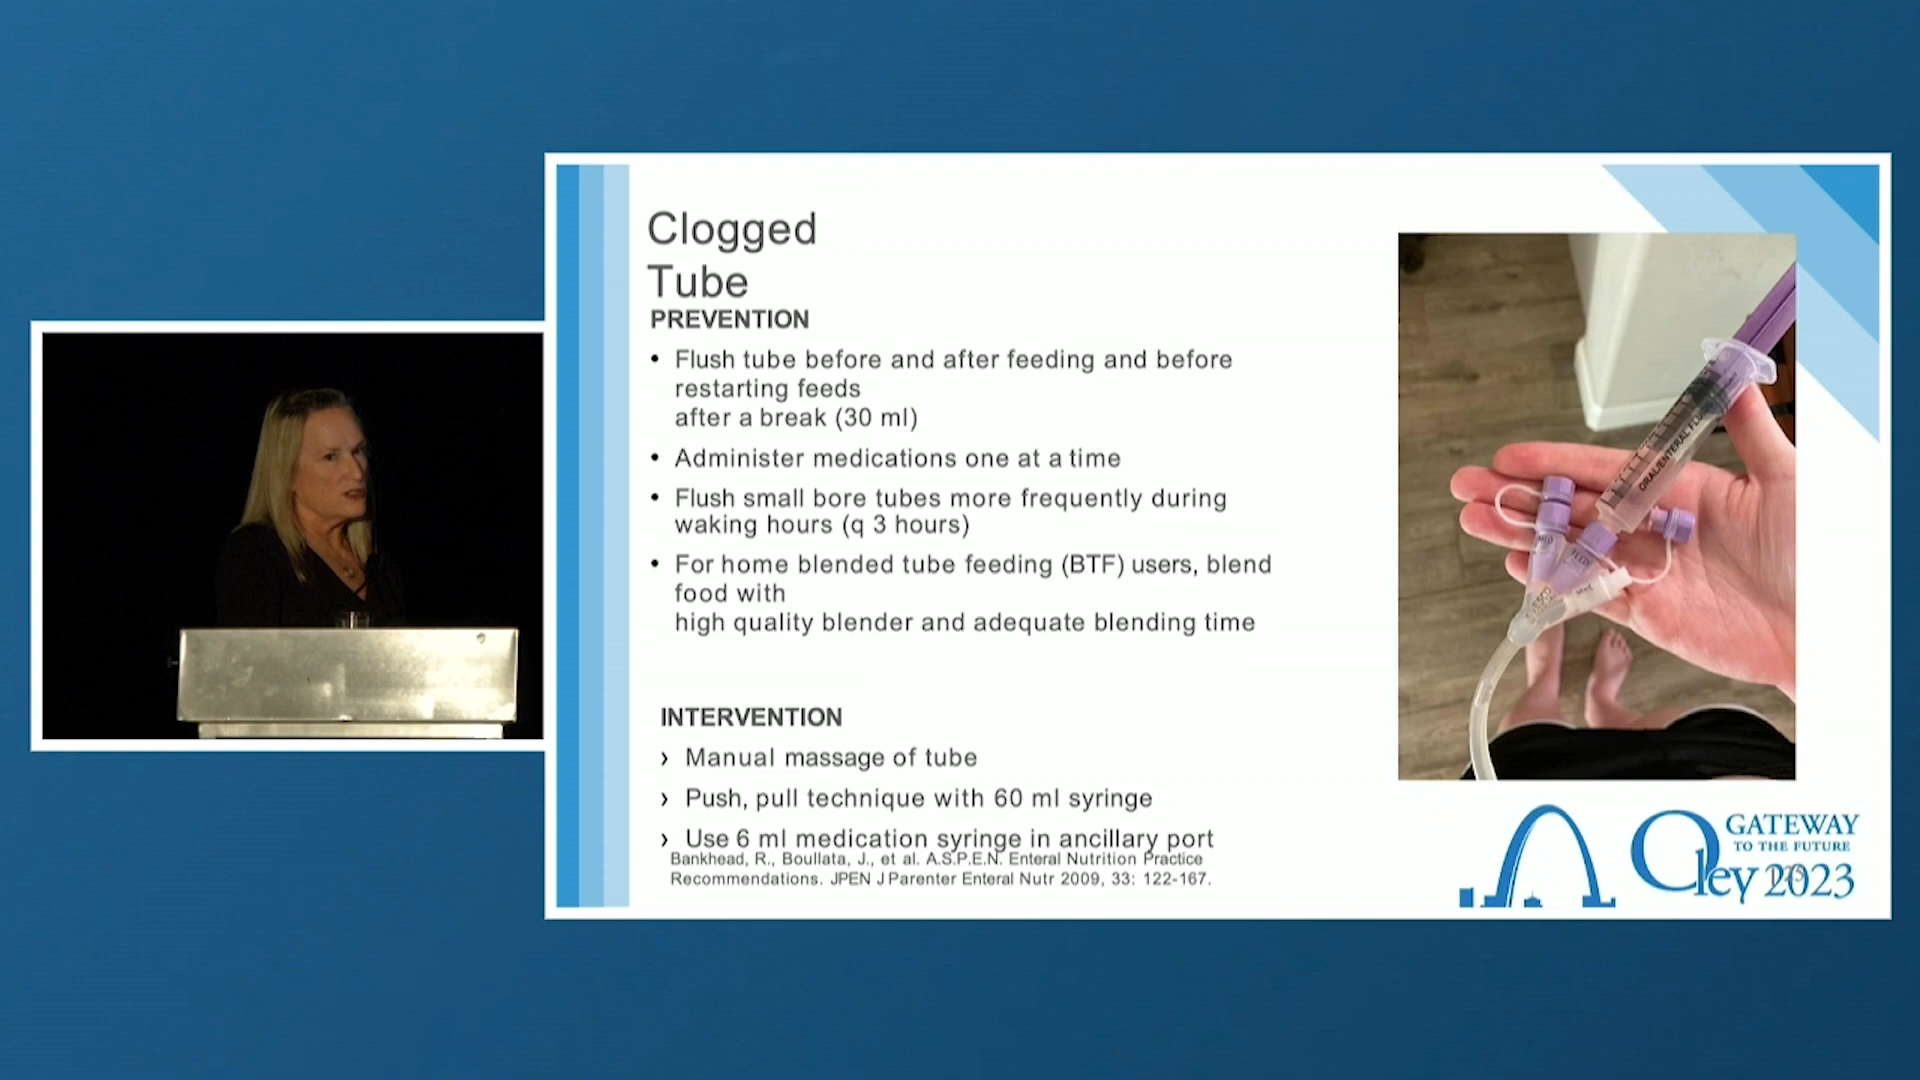 Clogged
Tube
PREVENTION
• Flush tube before and after feeding and before
restarting feeds
after a break (30 ml)
• Administer medications one at a time
• Flush small bore tubes more frequently during
waking hours (q 3 hours)
• For home blended tube feeding (BTF) users, blend
food with
high quality blender and adequate blending time
INTERVENTION
› Manual massage of tube
› Push, pull technique with 60 ml syringe
› Use 6 ml medication syringe in ancillary port
Bankhead, R., Boullata, J., et al. A.S.P.E.N. Enteral Nutrition Practice
Recommendations. JPEN J Parenter Enteral Nutr 2009, 33: 122-167.
ORAL/ENTERAL
GATEWAY
TO THE FUTURE
Oley 2023